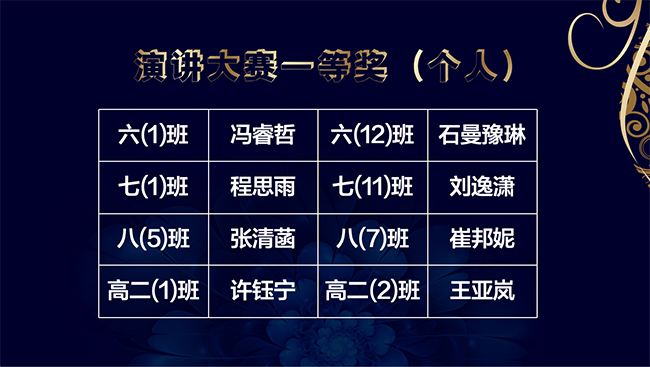 演讲大赛一等奖（个人）
六(1)班 冯睿哲 六(12)班 石曼豫琳
七(1)班 程思雨 七(11)班 刘逸潇
八(5)班 张清菡 八(7)班 崔邦妮
高二(1)班 许钰宁 高二(2)班 王亚岚